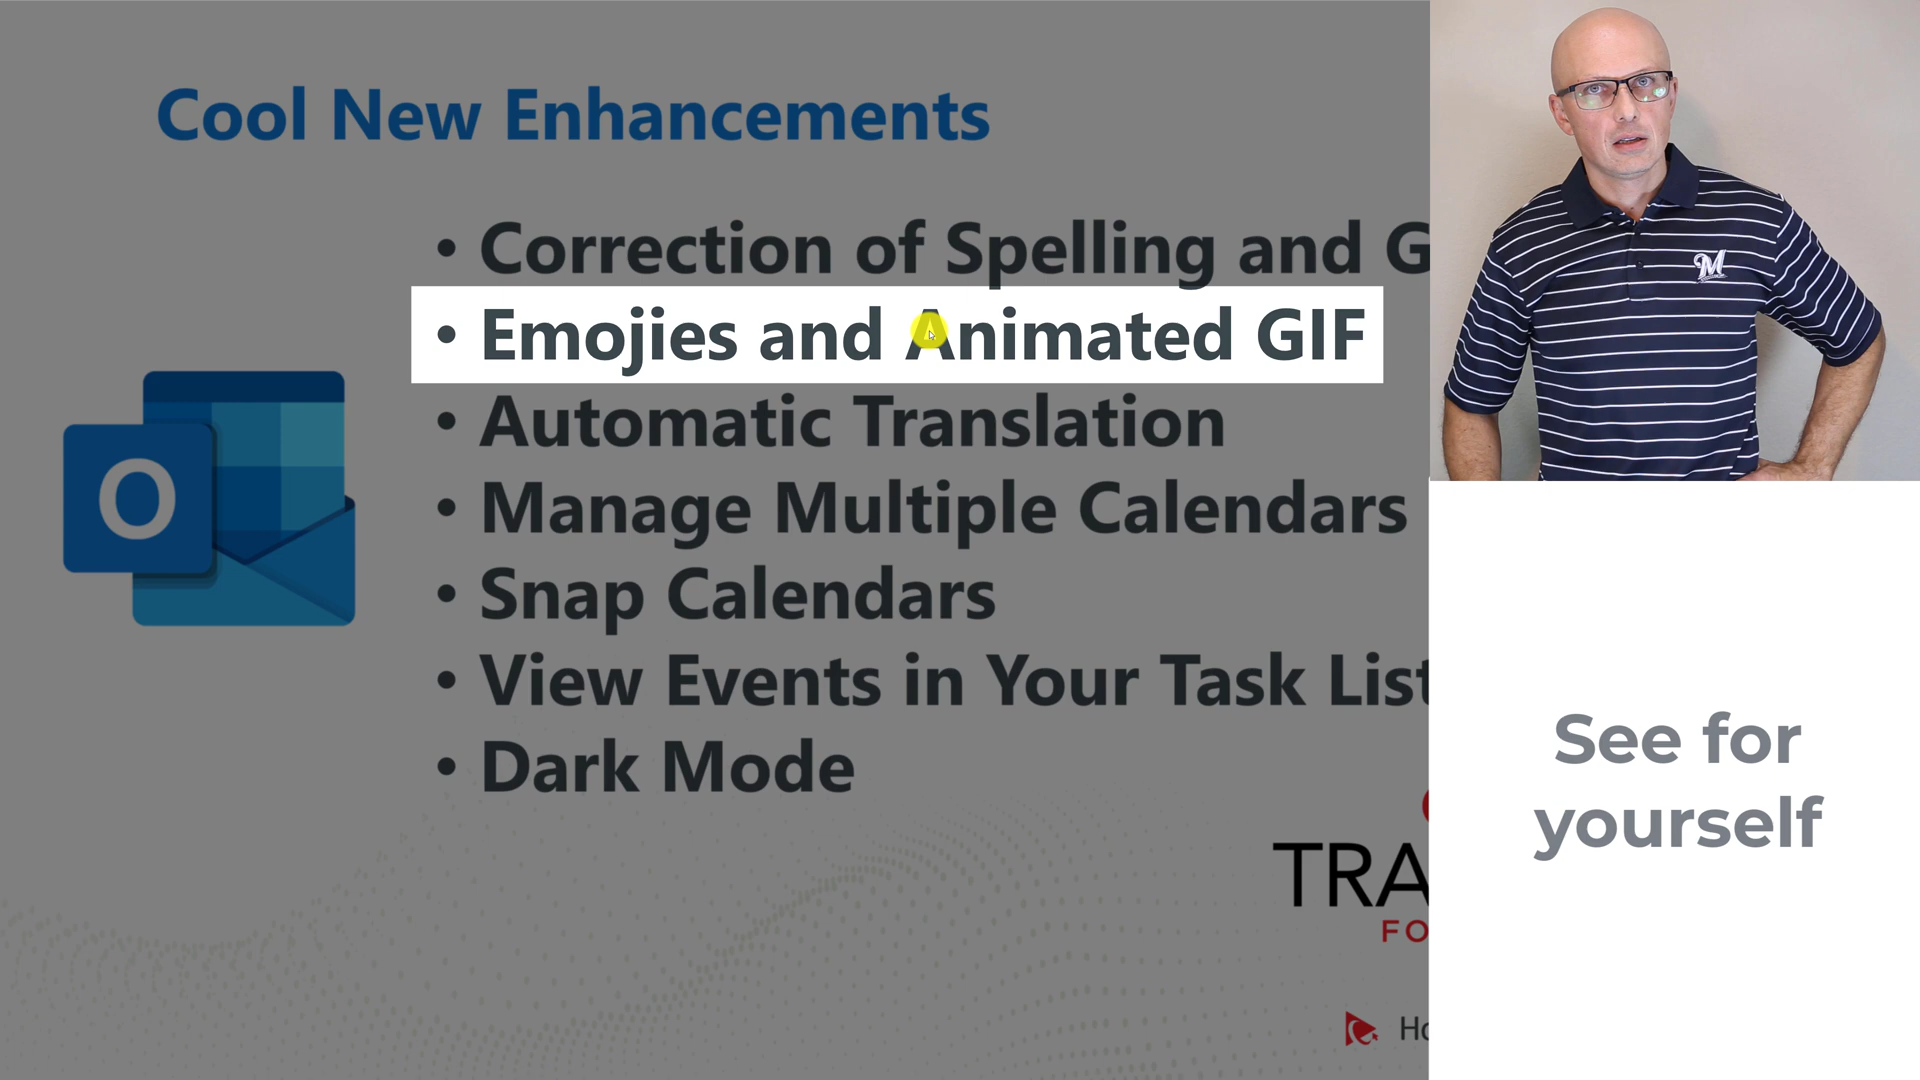 Cool New Enhancements
• Correction of Spelling and G
• Emojies and Animated GIF
• Automatic Translation
• Manage Multiple Calendars
• Snap Calendars
• View Events in Your Task List
• Dark Mode
O
M
See for
yourself
TRA
FO
Ho